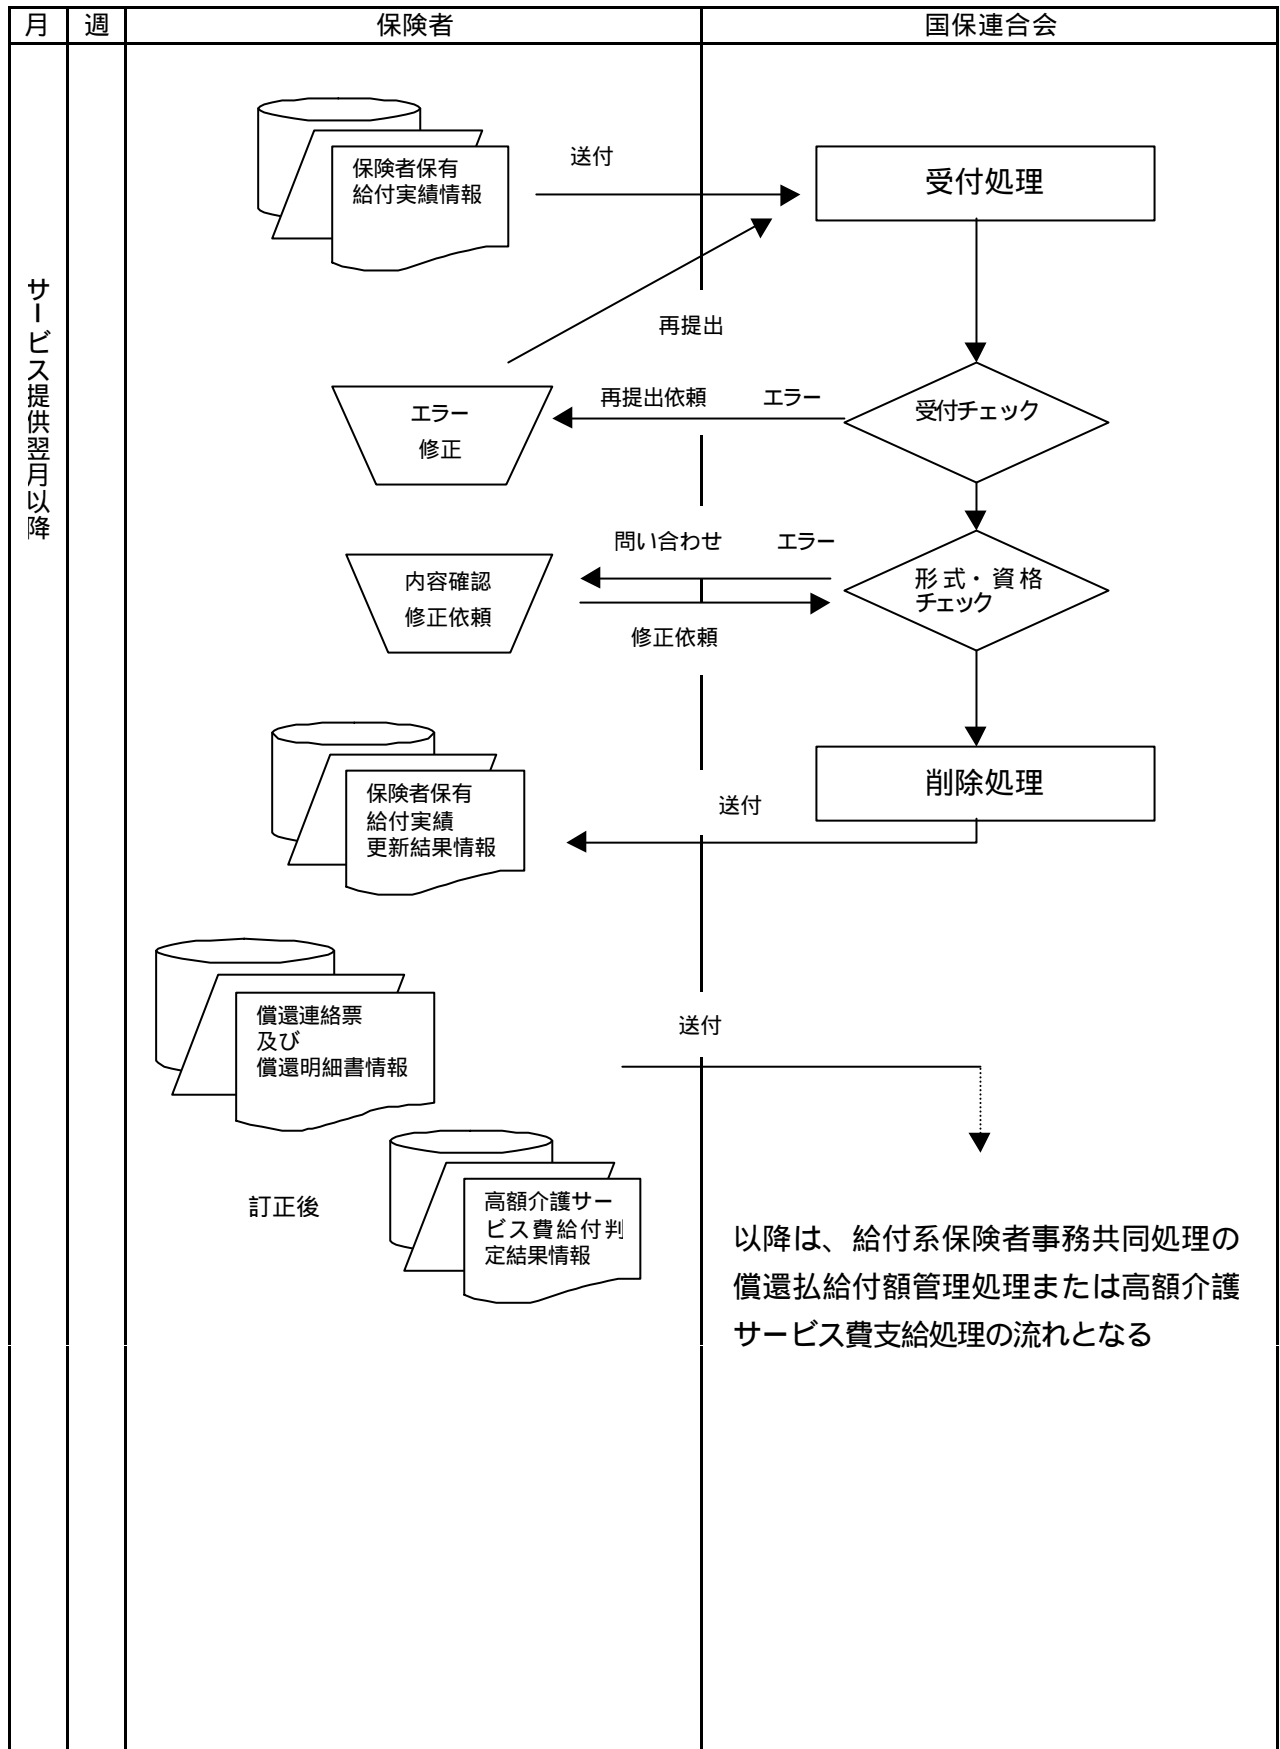 月
週
保険者
国保連合会
サービス提供翌月以降
保険者保有
給付実績情報
送付
受付処理
再提出
エラー
修正
再提出依頼
エラー
受付チェック
問い合わせ
エラー
内容確認
修正依頼
形式・資格
チェック
修正依頼
保険者保有
給付実績
更新結果情報
送付
削除処理
償還連絡票
及び
償還明細書情報
送付
訂正後
高額介護サー
ビス費給付判
定結果情報
以降は、給付系保険者事務共同処理の
償還払給付額管理処理または高額介護
サービス費支給処理の流れとなる